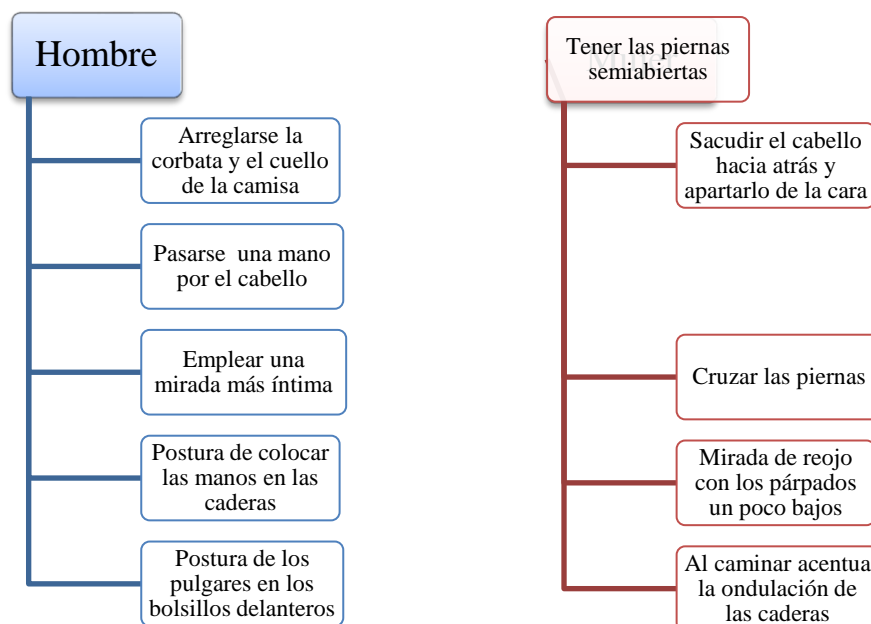 Hombre
Arreglarse la
corbata y el cuello
de la camisa
Pasarse una mano
por el cabello
Emplear una
mirada más íntima
Postura de colocar
las manos en las
caderas
Postura de los
pulgares en los
bolsillos delanteros
Tener las piernas
semiabiertas
Sacudir el cabello
hacia atrás y
apartarlo de la cara
Cruzar las piernas
Mirada de reojo
con los párpados
un poco bajos
Al caminar acentua
la ondulación de
las caderas